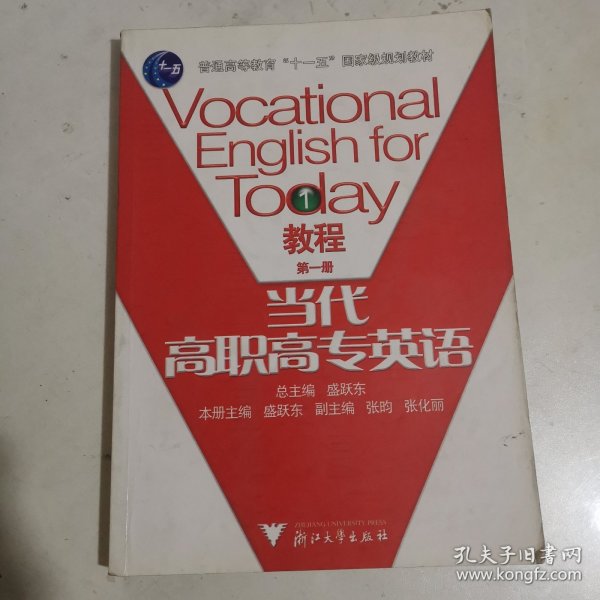 十一五
普通高等教育“十一五”国家级规划教材
Vocational
English for
Today
1
教程
第一册
当代
高职高专英语
总主编 盛跃东
本册主编 盛跃东 副主编 张昀 张化丽
ZHEJIANG UNIVERSITY PRESS
浙江大学出版社
孔夫子旧书网
www.kongfz.com